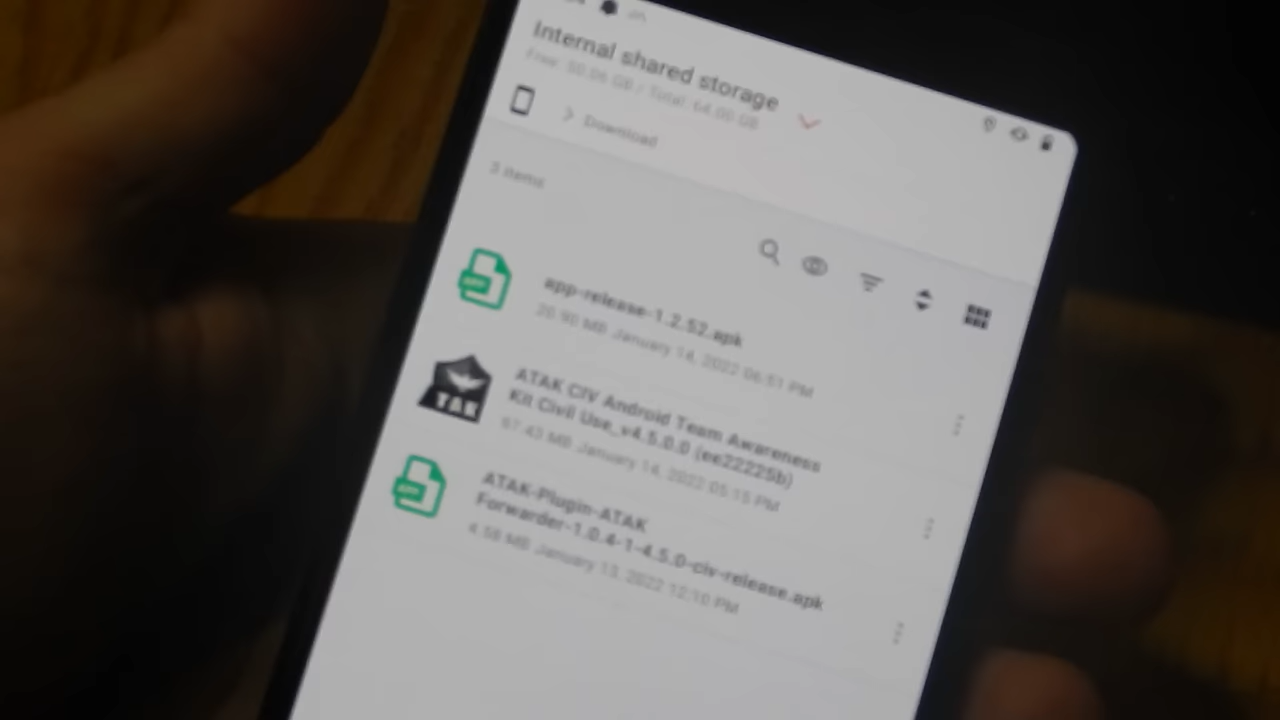 Internal shared storage
Free: 50.06 GB / Total: 64.00 GB
Download
3 items
app-release-1.2.52.apk
20.90 MB January 14, 2022 06:51 PM
TAK
ATAK CIV Android Team Awareness
Kit Civil Use_v4.5.0.0 (ee22225b)
97.43 MB January 14, 2022 05:15 PM
ATAK-Plugin-ATAK
Forwarder-1.0.4-1-4.5.0-civ-release.apk
4.58 MB January 13, 2022 12:10 PM